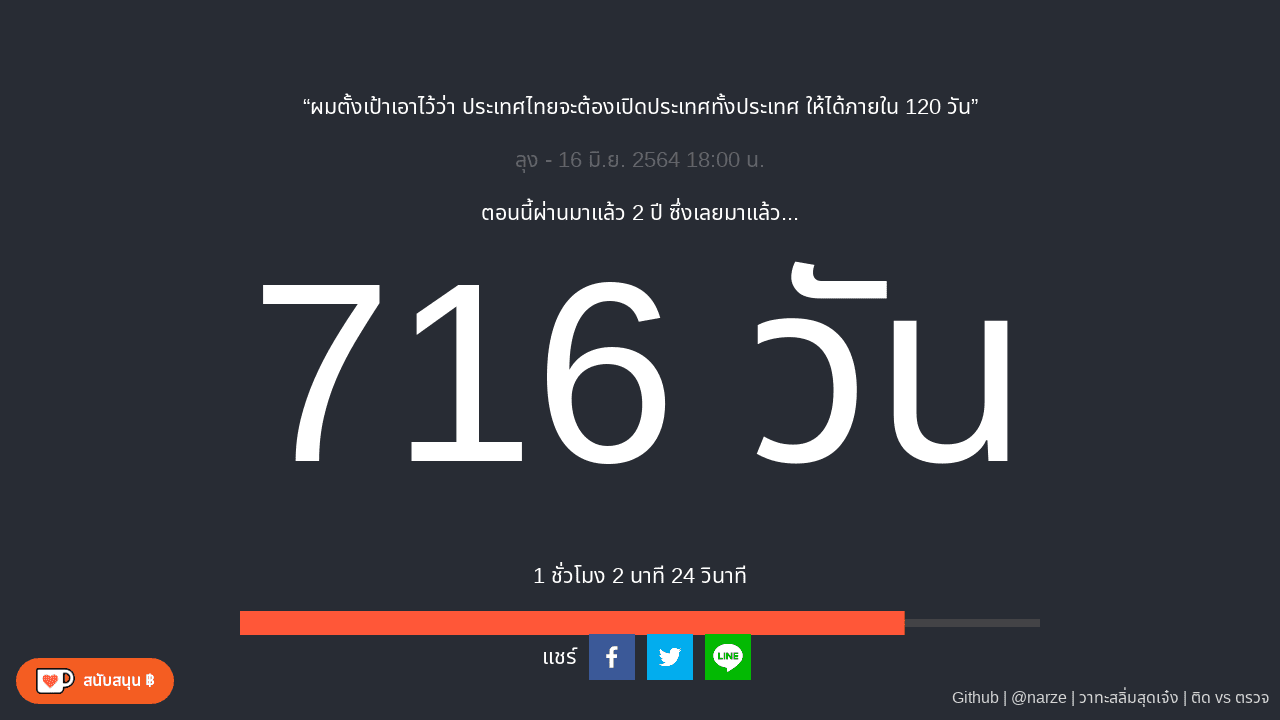 “ผมตั้งเป้าเอาไว้ว่า ประเทศไทยจะต้องเปิดประเทศทั้งประเทศ ให้ได้ภายใน 120 วัน”
ลุง - 16 มิ.ย. 2564 18:00 น.
ตอนนี้ผ่านมาแล้ว 2 ปี ซึ่งเลยมาแล้ว...
716 วัน
1 ชั่วโมง 2 นาที 24 วินาที
แชร์
LINE
สนับสนุน ฿
Github | @narze | วาทะสลิ่มสุดเจ๋ง | ติด vs ตรวจ